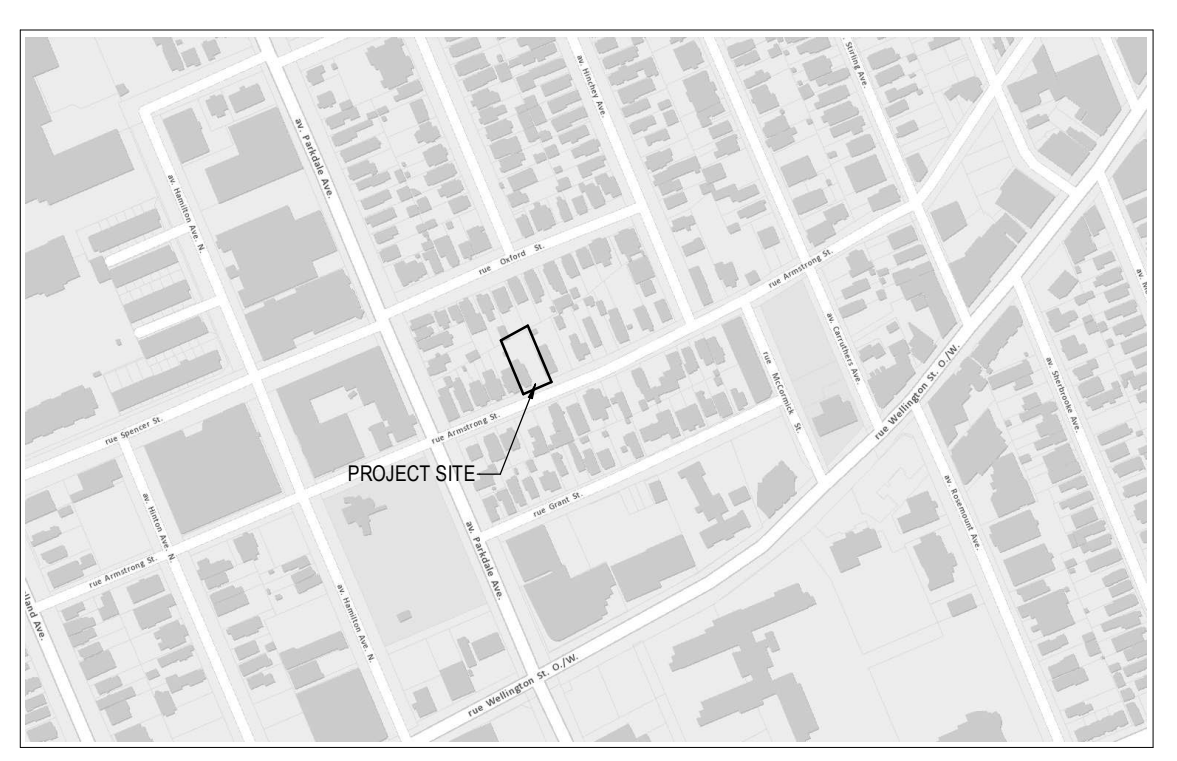 av. Hinchey Ave.
Stirling Ave.
av. Parkdale Ave.
av. Hamilton Ave. N.
rue Oxford St.
rue Armstrong St.
av. Carruthers Ave.
rue McCormick St.
rue Wellington St. O./W.
av. Sherbrooke Ave.
rue Spencer St.
rue Armstrong St.
PROJECT SITE
av. Hinton Ave. N.
rue Grant St.
av. Rosemount Ave.
av. Parkdale Ave.
rue Armstrong St.
av. Hamilton Ave. N.
lland Ave.
rue Wellington St. O./W.